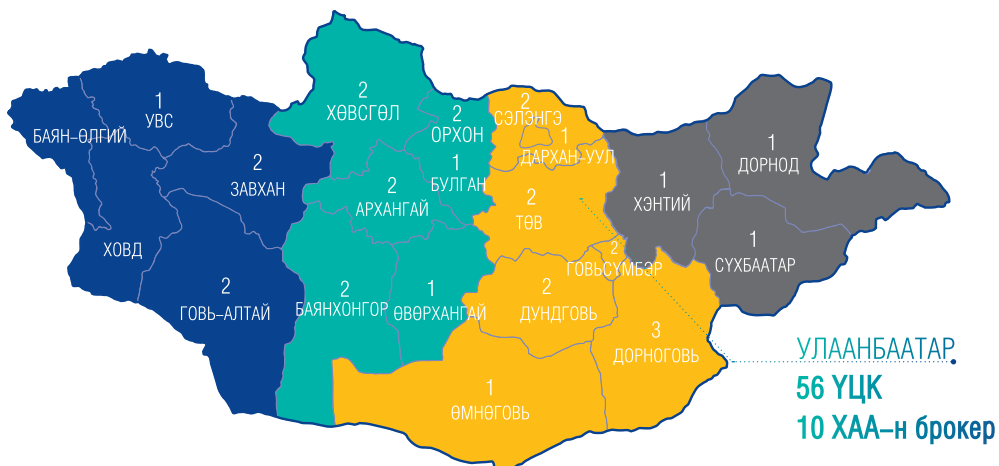 1
УВС
БАЯН-ӨЛГИЙ
2
ЗАВХАН
ХОВД
2
ГОВЬ-АЛТАЙ
2
ХӨВСГӨЛ
2
ОРХОН
1
БУЛГАН
2
АРХАНГАЙ
2
БАЯНХОНГОР
1
ӨВӨРХАНГАЙ
2
СЭЛЭНГЭ
1
ДАРХАН-УУЛ
2
ТӨВ
2
ГОВЬСҮМБЭР
2
ДУНДГОВЬ
3
ДОРНОГОВЬ
1
ӨМНӨГОВЬ
1
ХЭНТИЙ
1
ДОРНОД
1
СҮХБААТАР
УЛААНБААТАР
56 ҮЦК
10 ХАА-н брокер